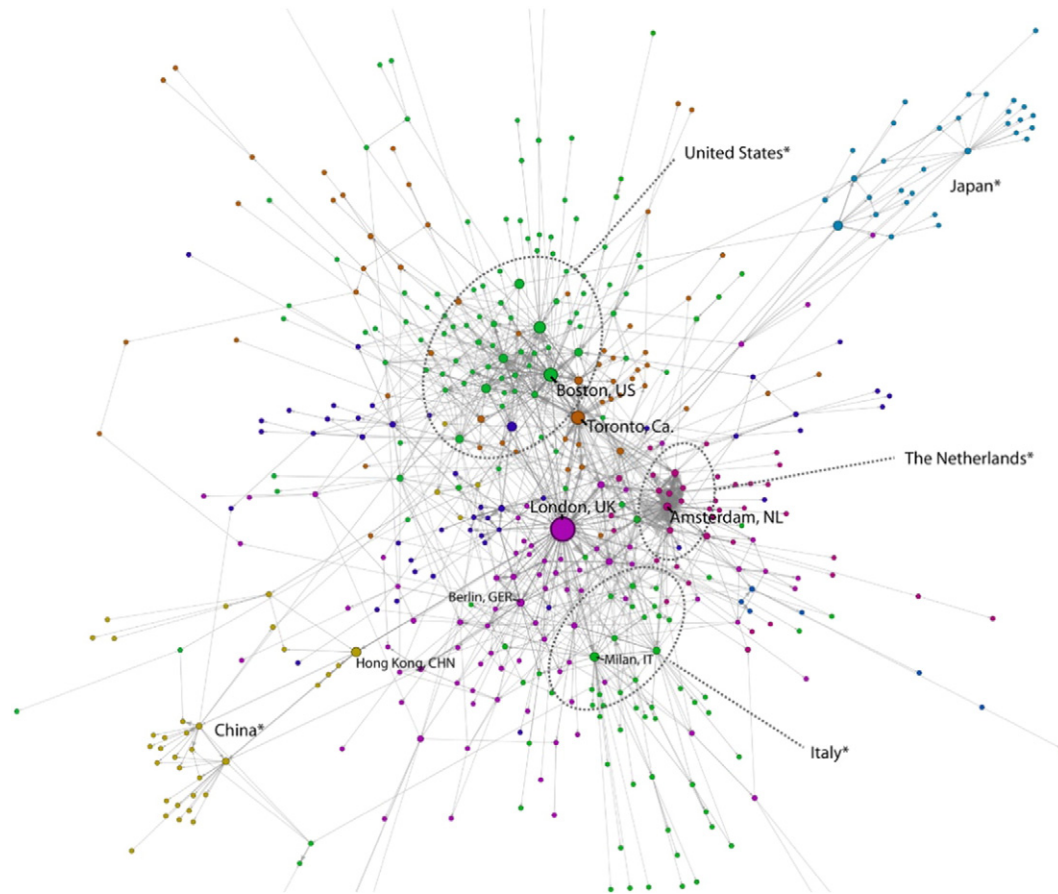 United States*
Japan*
Boston, US
Toronto, Ca.
The Netherlands*
London, UK
Amsterdam, NL
Berlin, GER
Hong Kong, CHN
Milan, IT
China*
Italy*